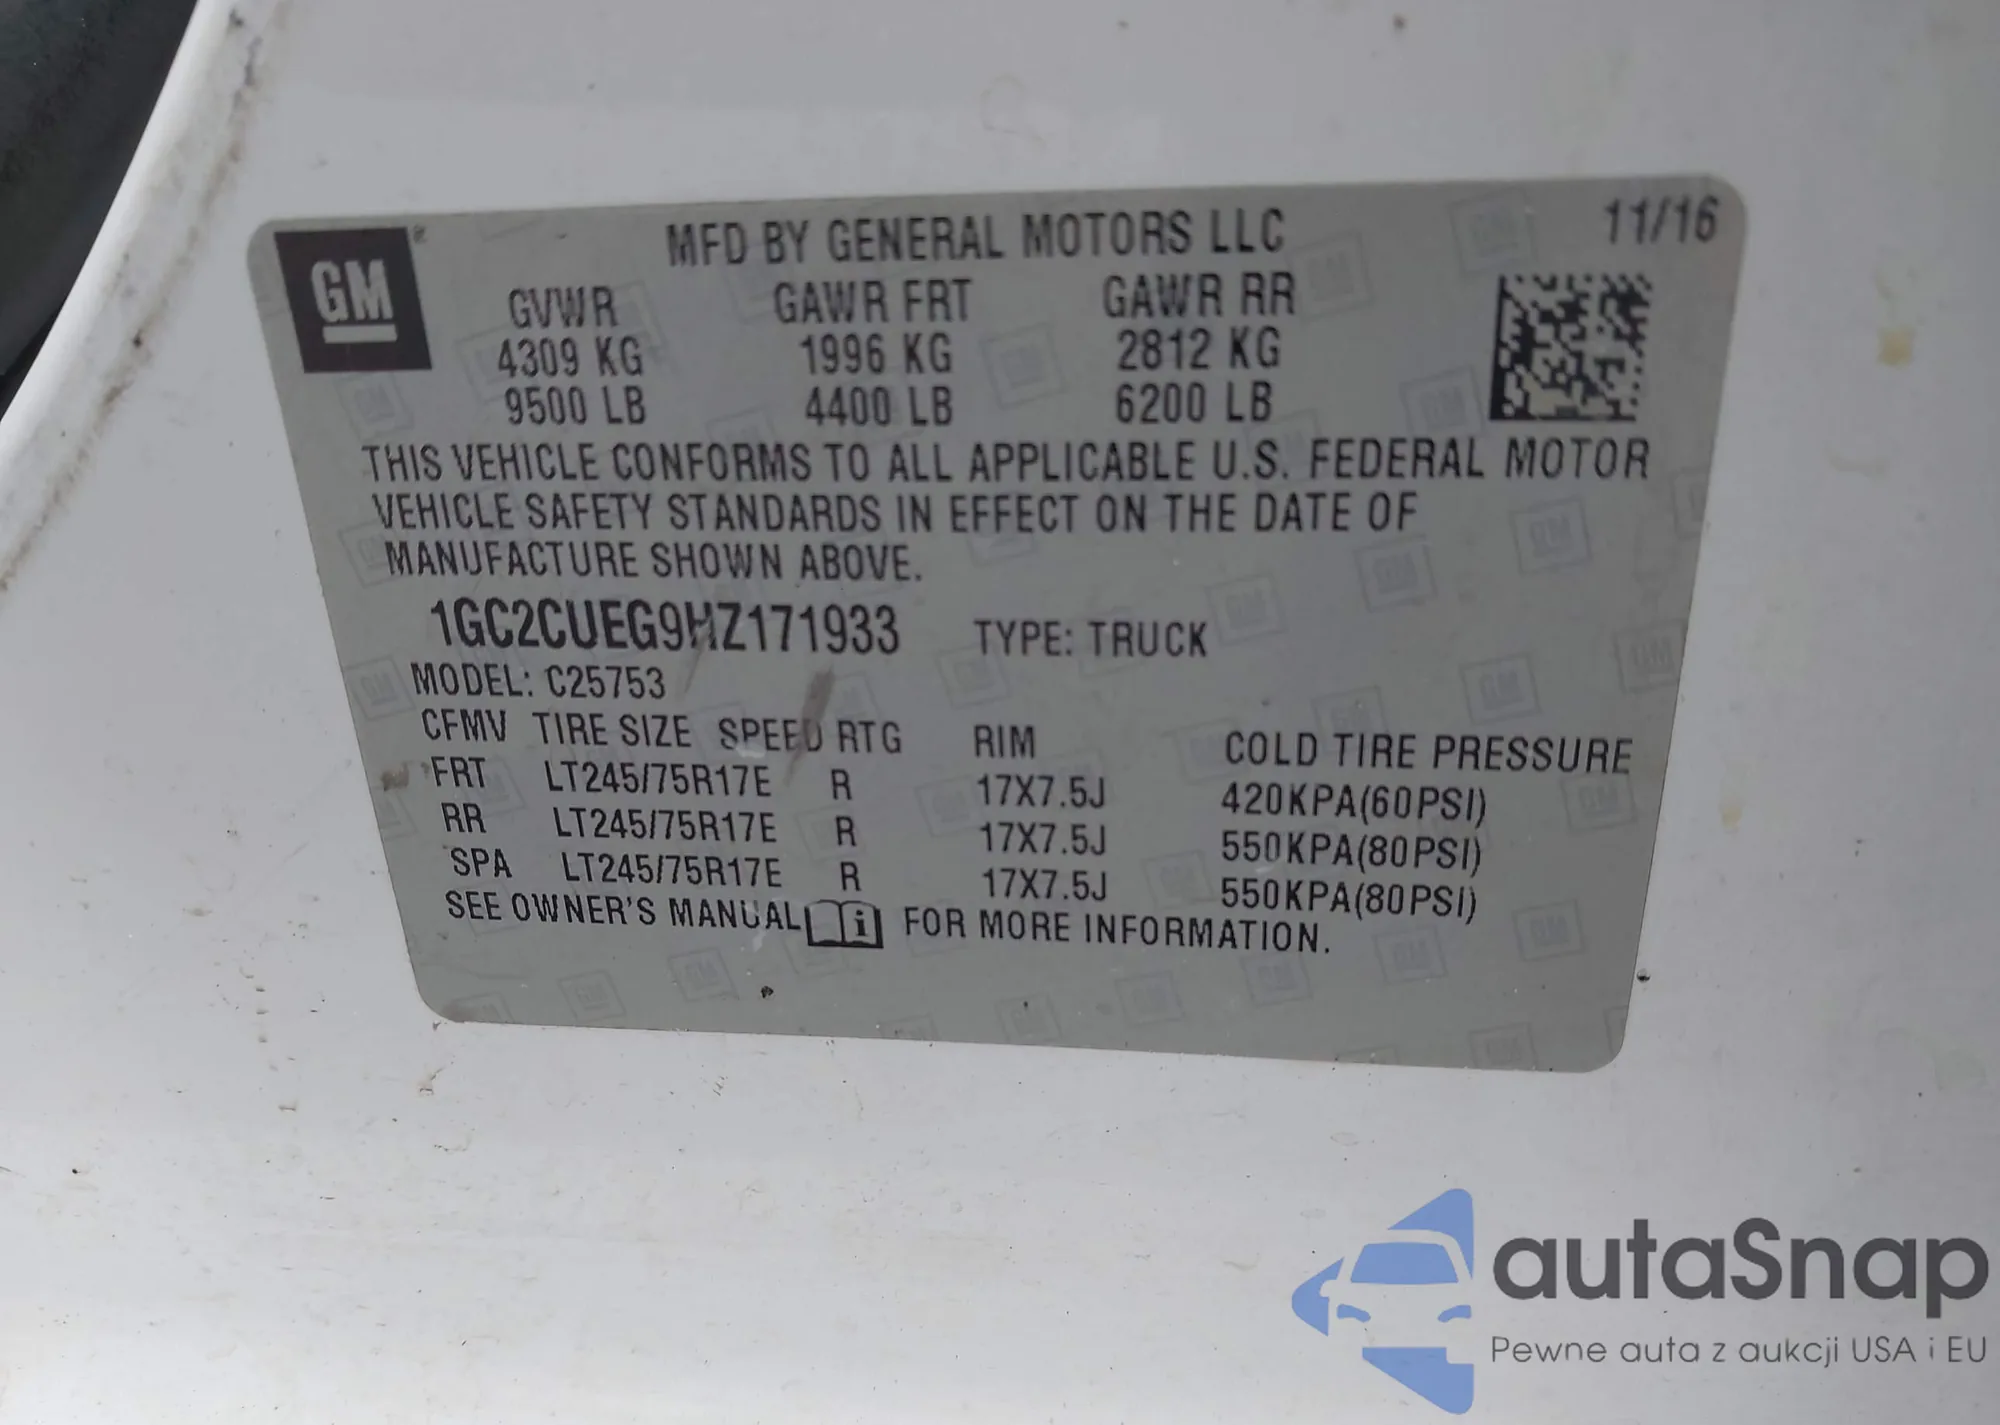 GM
MFD BY GENERAL MOTORS LLC 11/16
GVWR GAWR FRT GAWR RR
4309 KG 1996 KG 2812 KG
9500 LB 4400 LB 6200 LB
THIS VEHICLE CONFORMS TO ALL APPLICABLE U.S. FEDERAL MOTOR
VEHICLE SAFETY STANDARDS IN EFFECT ON THE DATE OF
MANUFACTURE SHOWN ABOVE.
1GC2CUEG9HZ171933 TYPE: TRUCK
MODEL: C25753
CFMV TIRE SIZE SPEED RTG RIM COLD TIRE PRESSURE
FRT LT245/75R17E R 17X7.5J 420KPA(60PSI)
RR LT245/75R17E R 17X7.5J 550KPA(80PSI)
SPA LT245/75R17E R 17X7.5J 550KPA(80PSI)
SEE OWNER'S MANUAL i FOR MORE INFORMATION.
autaSnap
Pewne auta z aukcji USA i EU